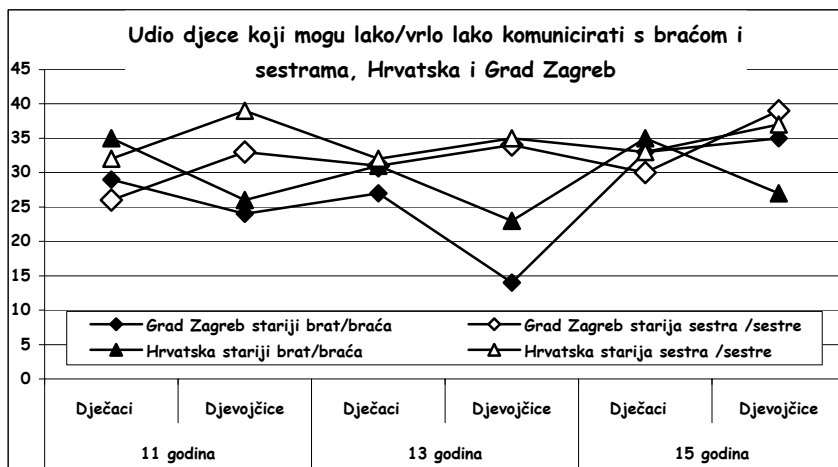 Udio djece koji mogu lako/vrlo lako komunicirati s braćom i
sestrama, Hrvatska i Grad Zagreb
45
40
35
30
25
20
15
10
5
0
Grad Zagreb stariji brat/braća
Grad Zagreb starija sestra /sestre
Hrvatska stariji brat/braća
Hrvatska starija sestra /sestre
Dječaci
Djevojčice
Dječaci
Djevojčice
Dječaci
Djevojčice
11 godina
13 godina
15 godina